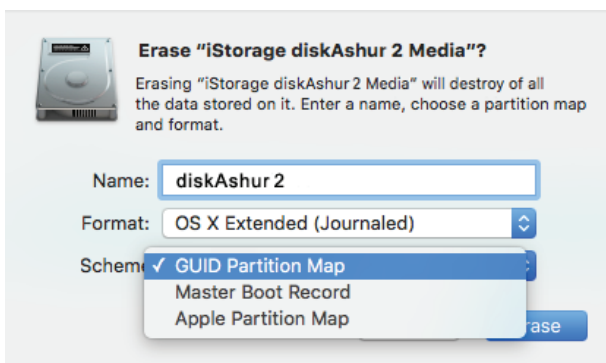 Erase “iStorage diskAshur 2 Media”?
Erasing “iStorage diskAshur 2 Media” will destroy of all
the data stored on it. Enter a name, choose a partition map
and format.
Name: diskAshur 2
Format: OS X Extended (Journaled)
Scheme ✓ GUID Partition Map
Master Boot Record
Apple Partition Map
rase